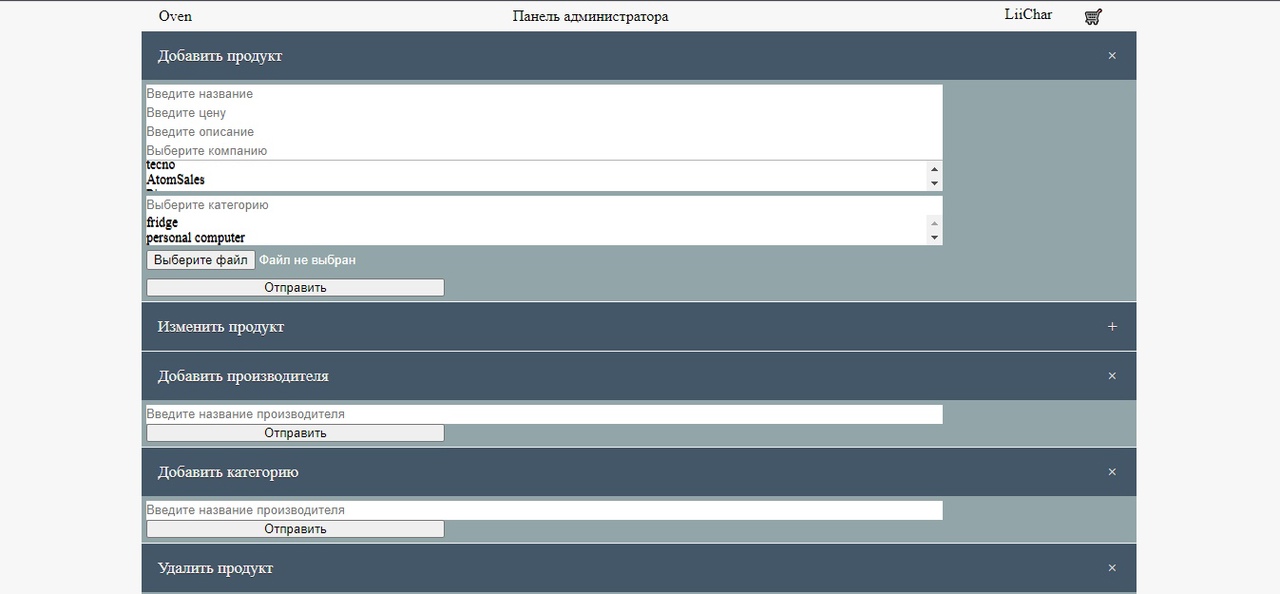 Oven Панель администратора LiiChar
Добавить продукт ×
Введите название
Введите цену
Введите описание
Выберите компанию
tecno
AtomSales
Выберите категорию
fridge
personal computer
Выберите файл Файл не выбран
Отправить
Изменить продукт +
Добавить производителя ×
Введите название производителя
Отправить
Добавить категорию ×
Введите название производителя
Отправить
Удалить продукт ×